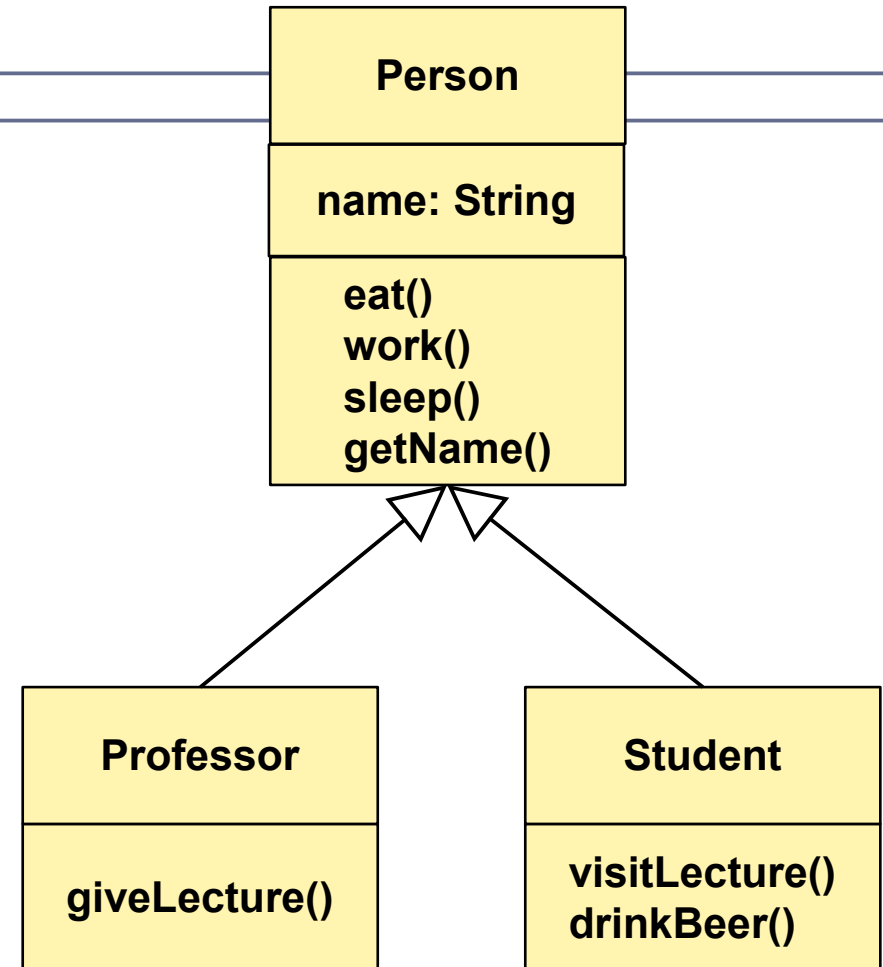 Person
name: String
eat()
work()
sleep()
getName()
Professor
giveLecture()
Student
visitLecture()
drinkBeer()